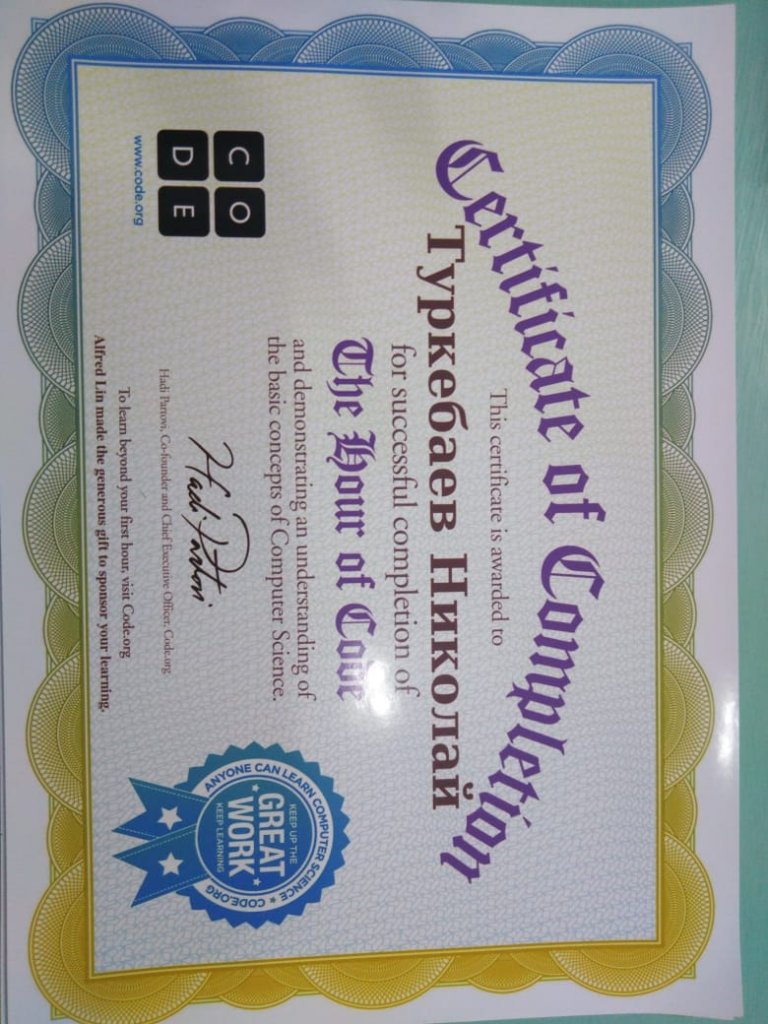 Certificate of Completion
This certificate is awarded to
Туркебаев Николай
for successful completion of
The Hour of Code
and demonstrating an understanding of
the basic concepts of Computer Science.
Hadi Partovi
Hadi Partovi, Co-founder and Chief Executive Officer, Code.org
To learn beyond your first hour, visit Code.org
Alfred Lin made the generous gift to sponsor your learning.
C O
D E
www.code.org
ANYONE CAN LEARN COMPUTER SCIENCE ★ CODE.ORG ★
KEEP UP THE
GREAT
WORK
KEEP LEARNING